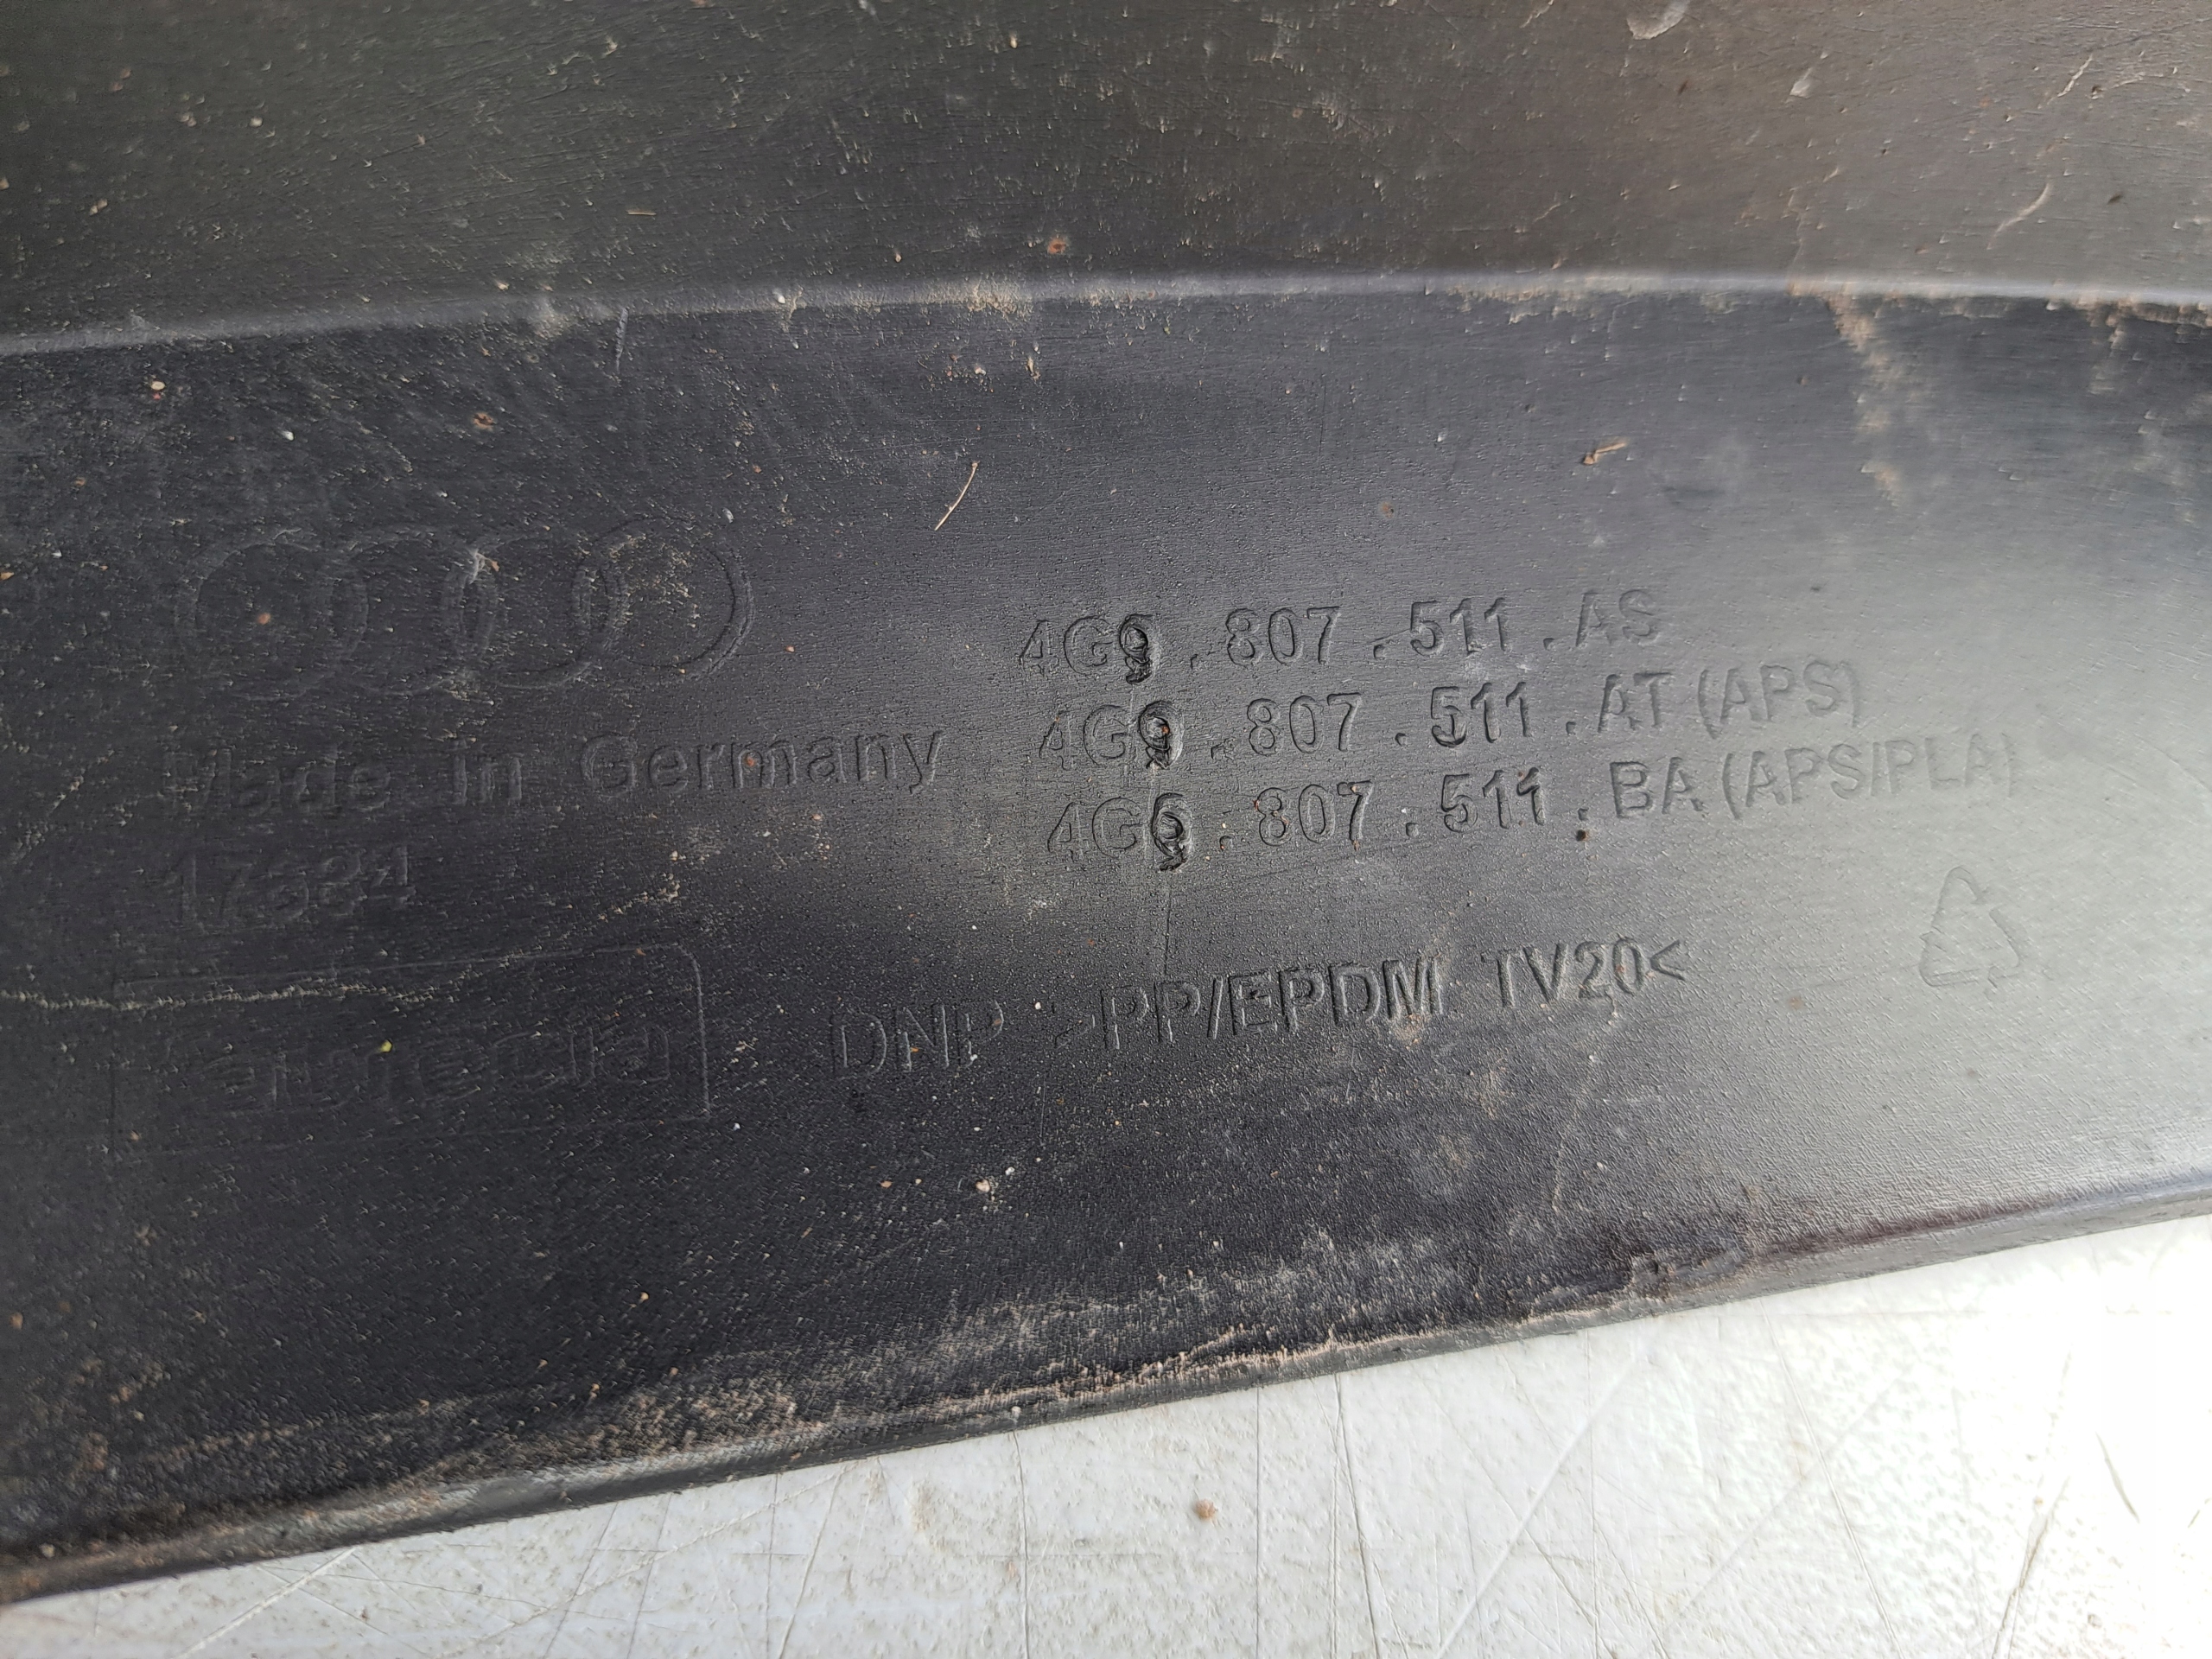 Made in Germany
4G9.807.511.AS
4G9.807.511.AT (APS)
4G9.807.511.BA (APS/PLA)
17684
DNP >PP/EPDM TV20<